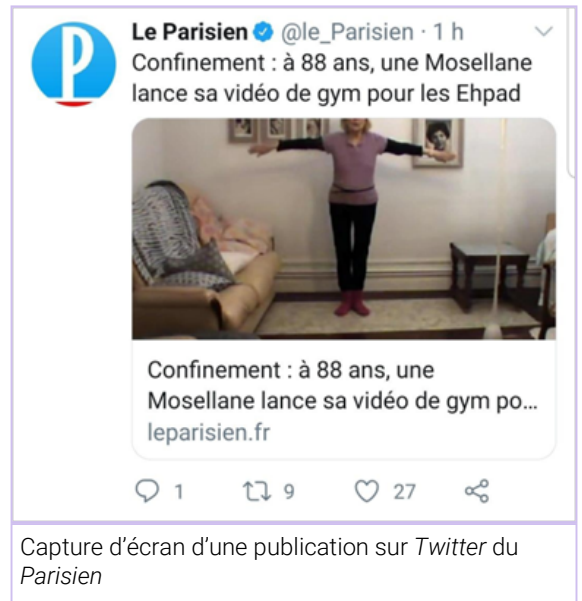 Le Parisien @le_Parisien · 1 h
Confinement : à 88 ans, une Mosellane
lance sa vidéo de gym pour les Ehpad
Confinement : à 88 ans, une
Mosellane lance sa vidéo de gym po...
leparisien.fr
1 9 27
Capture d'écran d'une publication sur Twitter du
Parisien